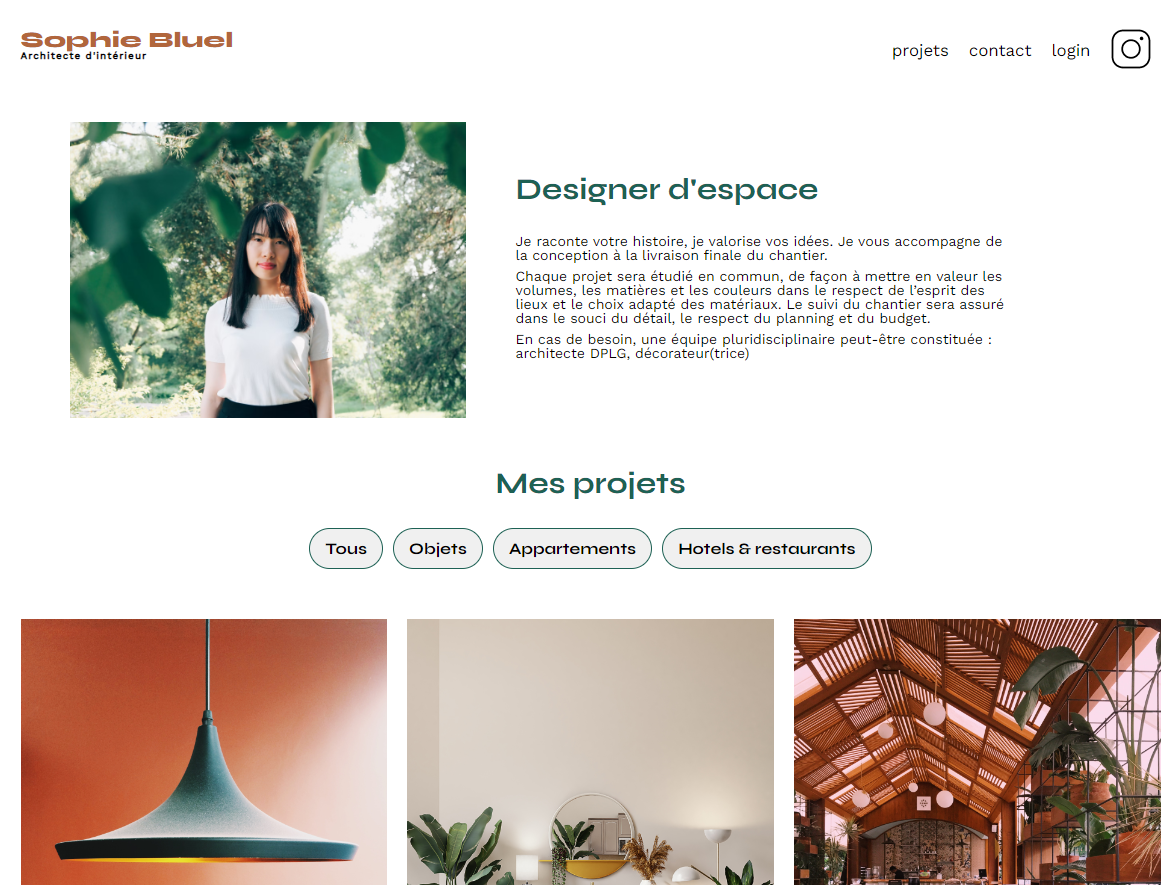 Sophie Bluel
Architecte d'intérieur
projets contact login
Designer d'espace
Je raconte votre histoire, je valorise vos idées. Je vous accompagne de
la conception à la livraison finale du chantier.
Chaque projet sera étudié en commun, de façon à mettre en valeur les
volumes, les matières et les couleurs dans le respect de l’esprit des
lieux et le choix adapté des matériaux. Le suivi du chantier sera assuré
dans le souci du détail, le respect du planning et du budget.
En cas de besoin, une équipe pluridisciplinaire peut-être constituée :
architecte DPLG, décorateur(trice)
Mes projets
Tous Objets Appartements Hotels & restaurants